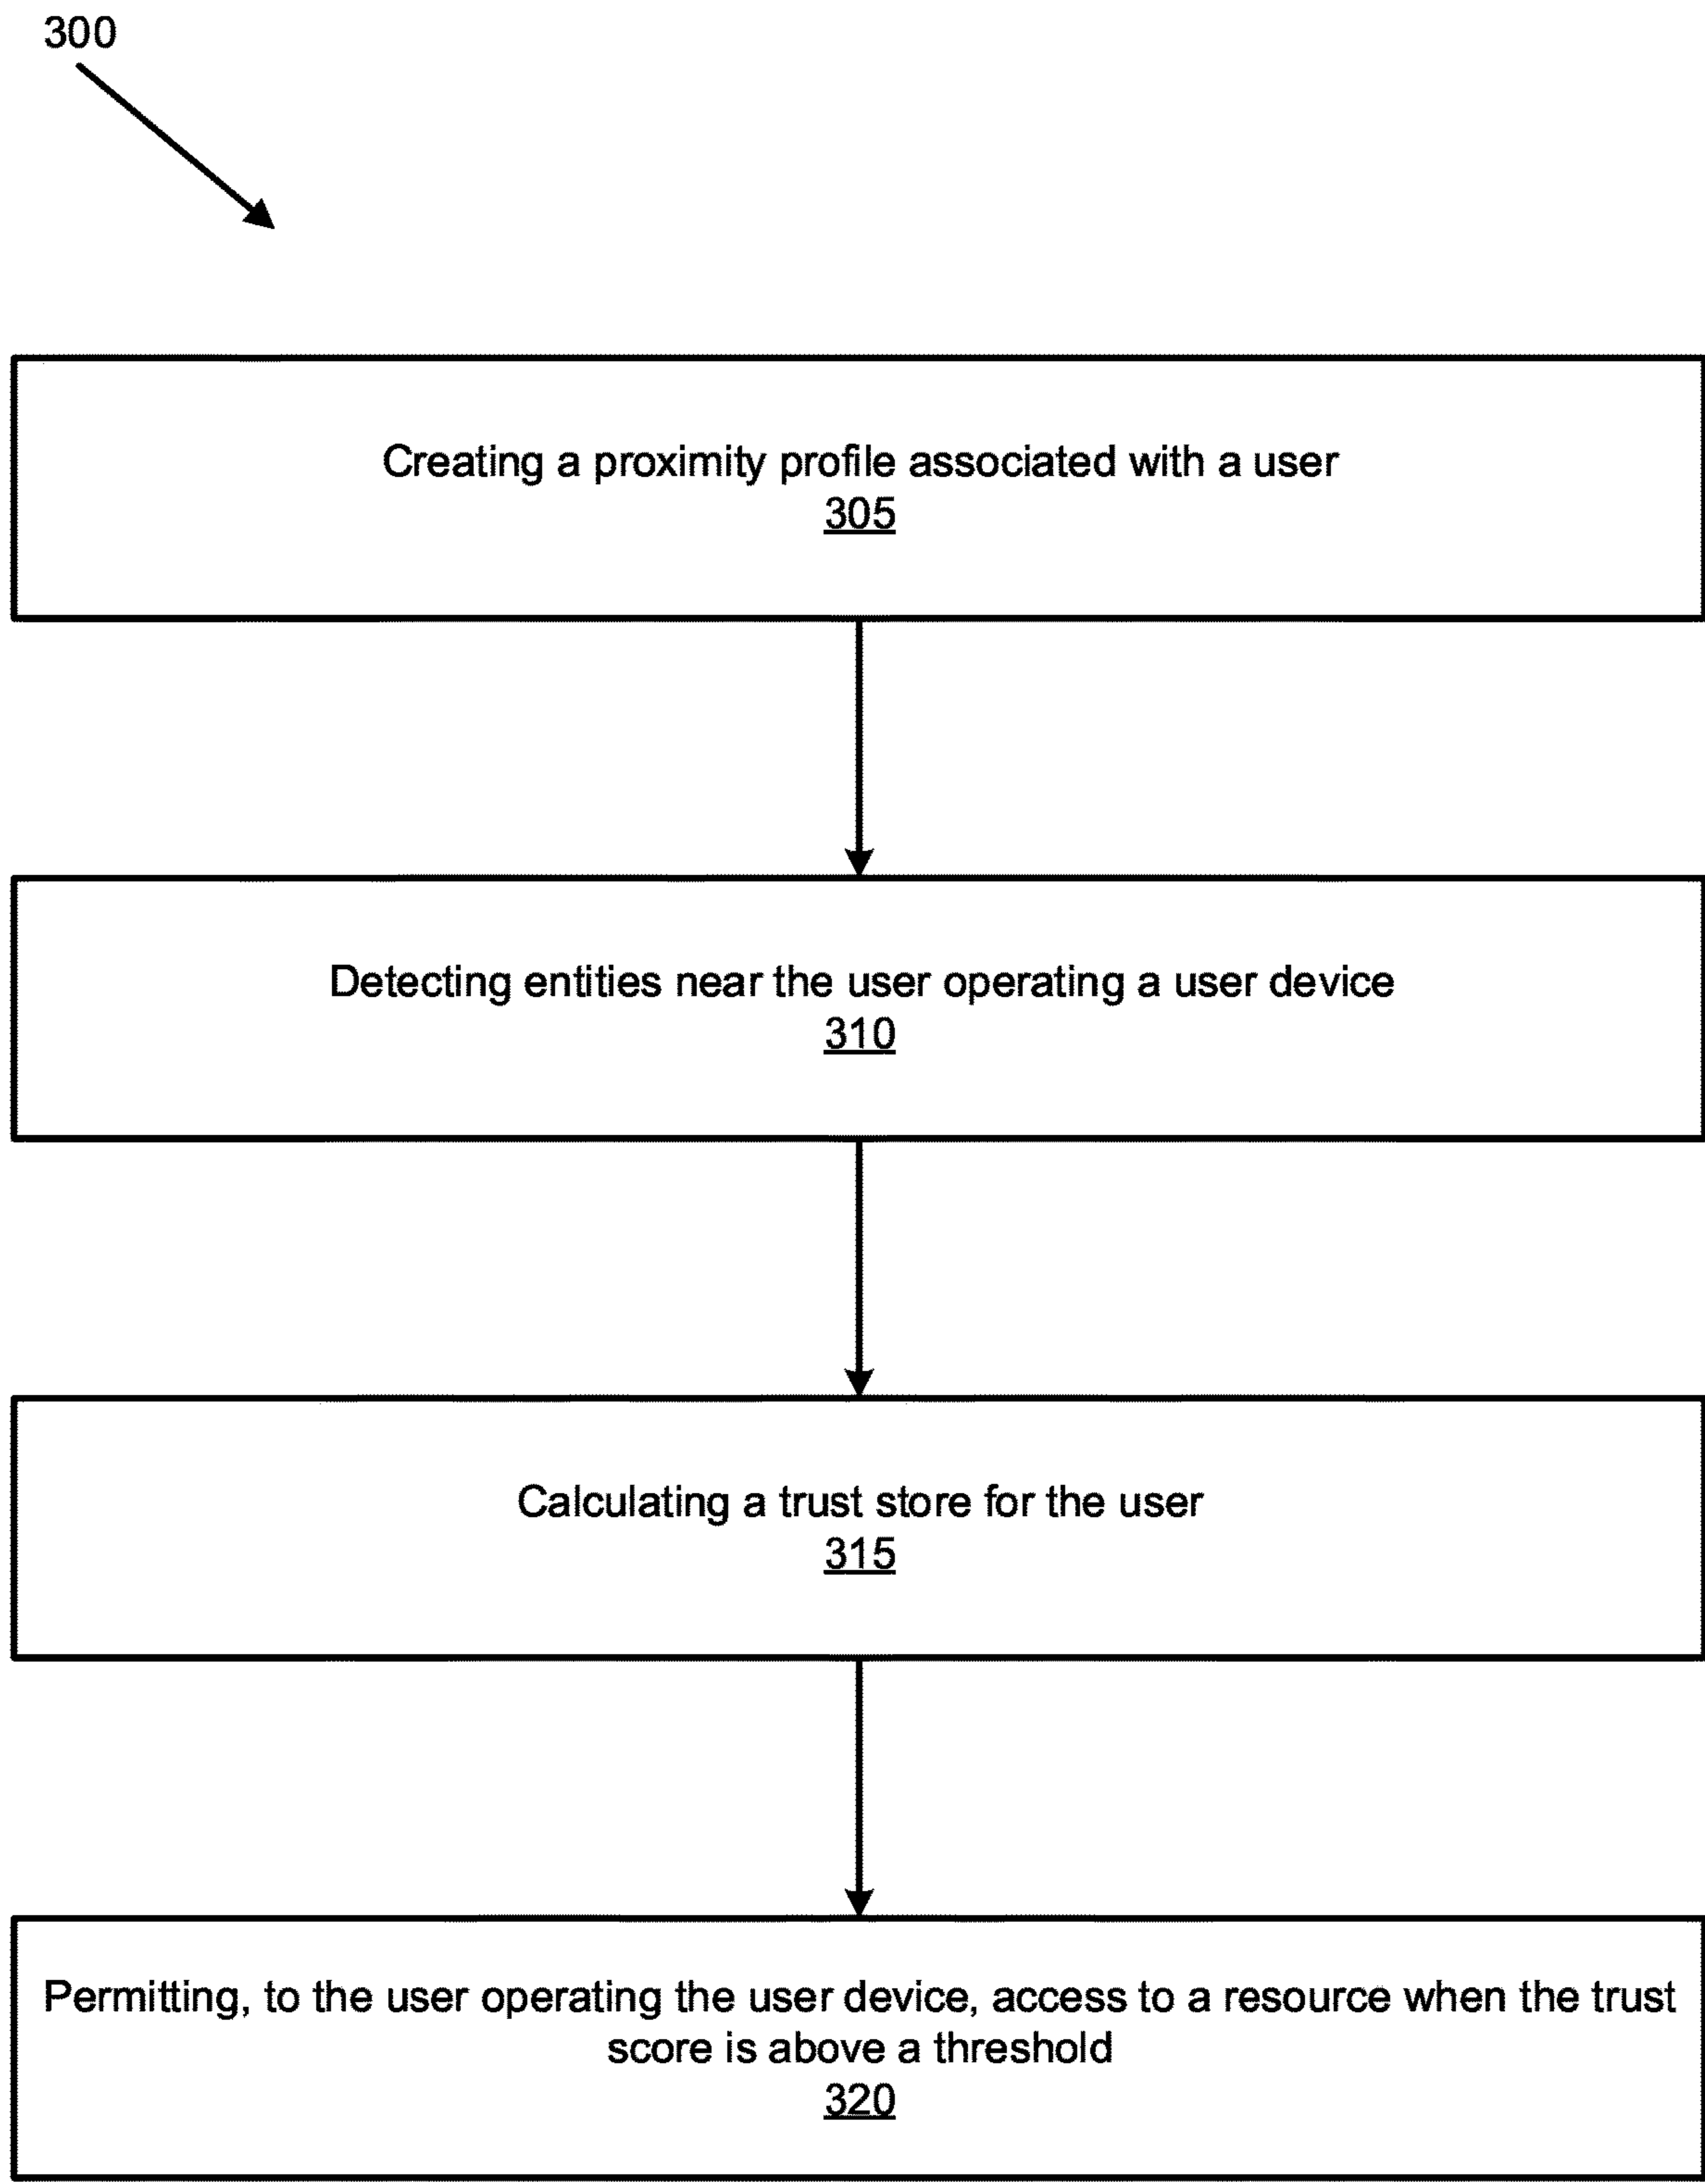 300
Creating a proximity profile associated with a user
305
Detecting entities near the user operating a user device
310
Calculating a trust store for the user
315
Permitting, to the user operating the user device, access to a resource when the trust
score is above a threshold
320